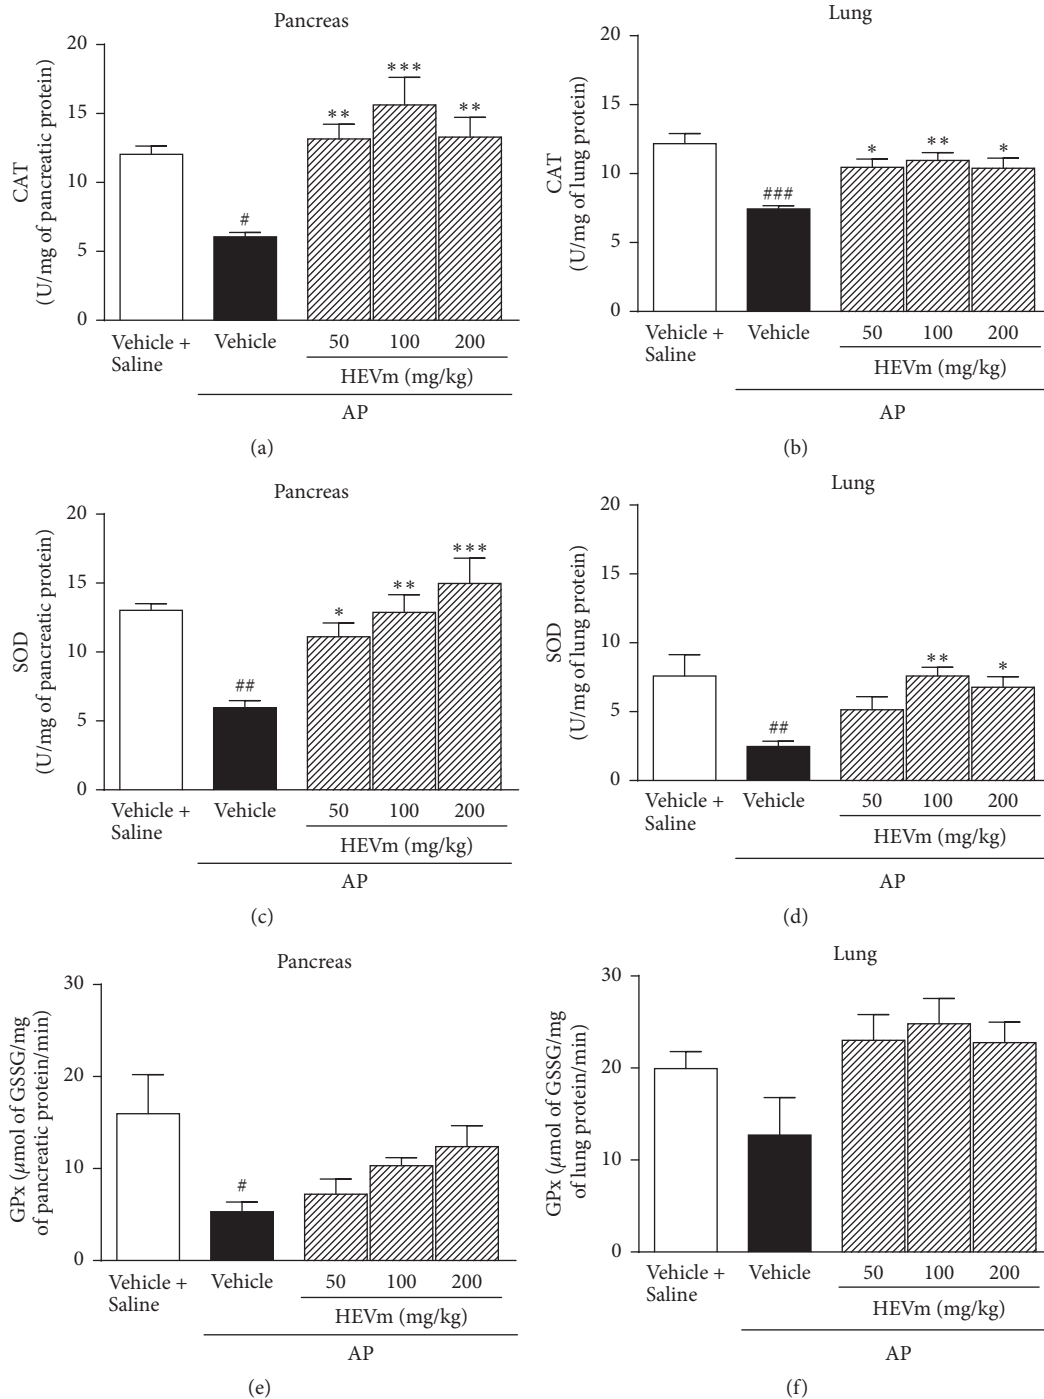 Pancreas
20
15
10
5
0
CAT
(U/mg of pancreatic protein)
#
**
***
**
Vehicle +
Saline
Vehicle
50
100
200
HEVm (mg/kg)
AP
(a)
Lung
20
15
10
5
0
CAT
(U/mg of lung protein)
###
*
**
*
Vehicle +
Saline
Vehicle
50
100
200
HEVm (mg/kg)
AP
(b)
Pancreas
20
15
10
5
0
SOD
(U/mg of pancreatic protein)
##
*
**
***
Vehicle +
Saline
Vehicle
50
100
200
HEVm (mg/kg)
AP
(c)
Lung
20
15
10
5
0
SOD
(U/mg of lung protein)
##
**
*
Vehicle +
Saline
Vehicle
50
100
200
HEVm (mg/kg)
AP
(d)
Pancreas
30
20
10
0
GPx (μmol of GSSG/mg
of pancreatic protein/min)
#
Vehicle +
Saline
Vehicle
50
100
200
HEVm (mg/kg)
AP
(e)
Lung
30
20
10
0
GPx (μmol of GSSG/mg
of lung protein/min)
Vehicle +
Saline
Vehicle
50
100
200
HEVm (mg/kg)
AP
(f)